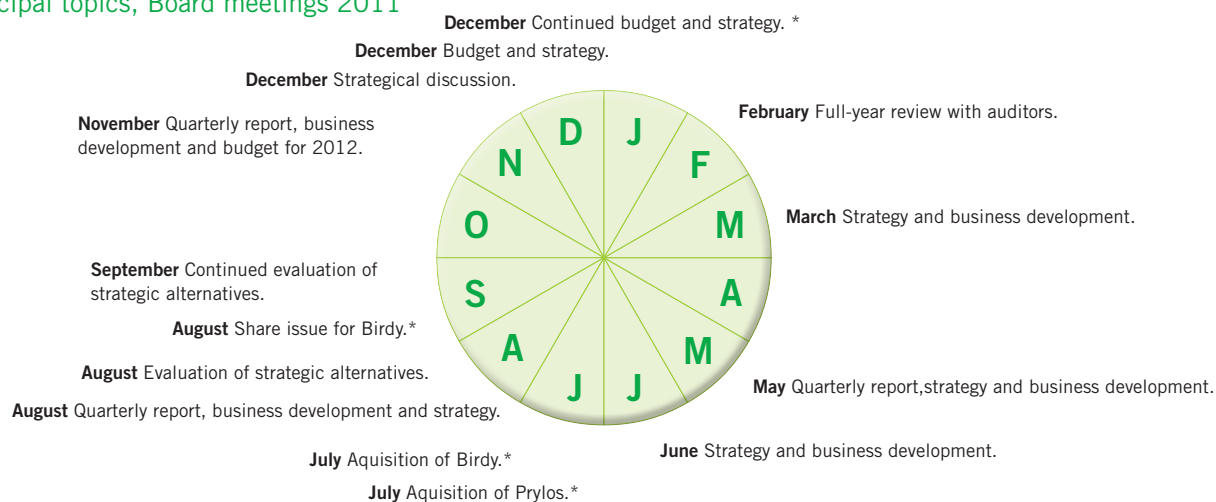 topics, Board meetings 2011
December Continued budget and strategy. *
December Budget and strategy.
December Strategical discussion.
November Quarterly report, business
development and budget for 2012.
February Full-year review with auditors.
March Strategy and business development.
September Continued evaluation of
strategic alternatives.
August Share issue for Birdy.*
August Evaluation of strategic alternatives.
August Quarterly report, business development and strategy.
May Quarterly report,strategy and business development.
June Strategy and business development.
July Aquisition of Birdy.*
July Aquisition of Prylos.*
J
F
M
A
M
J
J
A
S
O
N
D